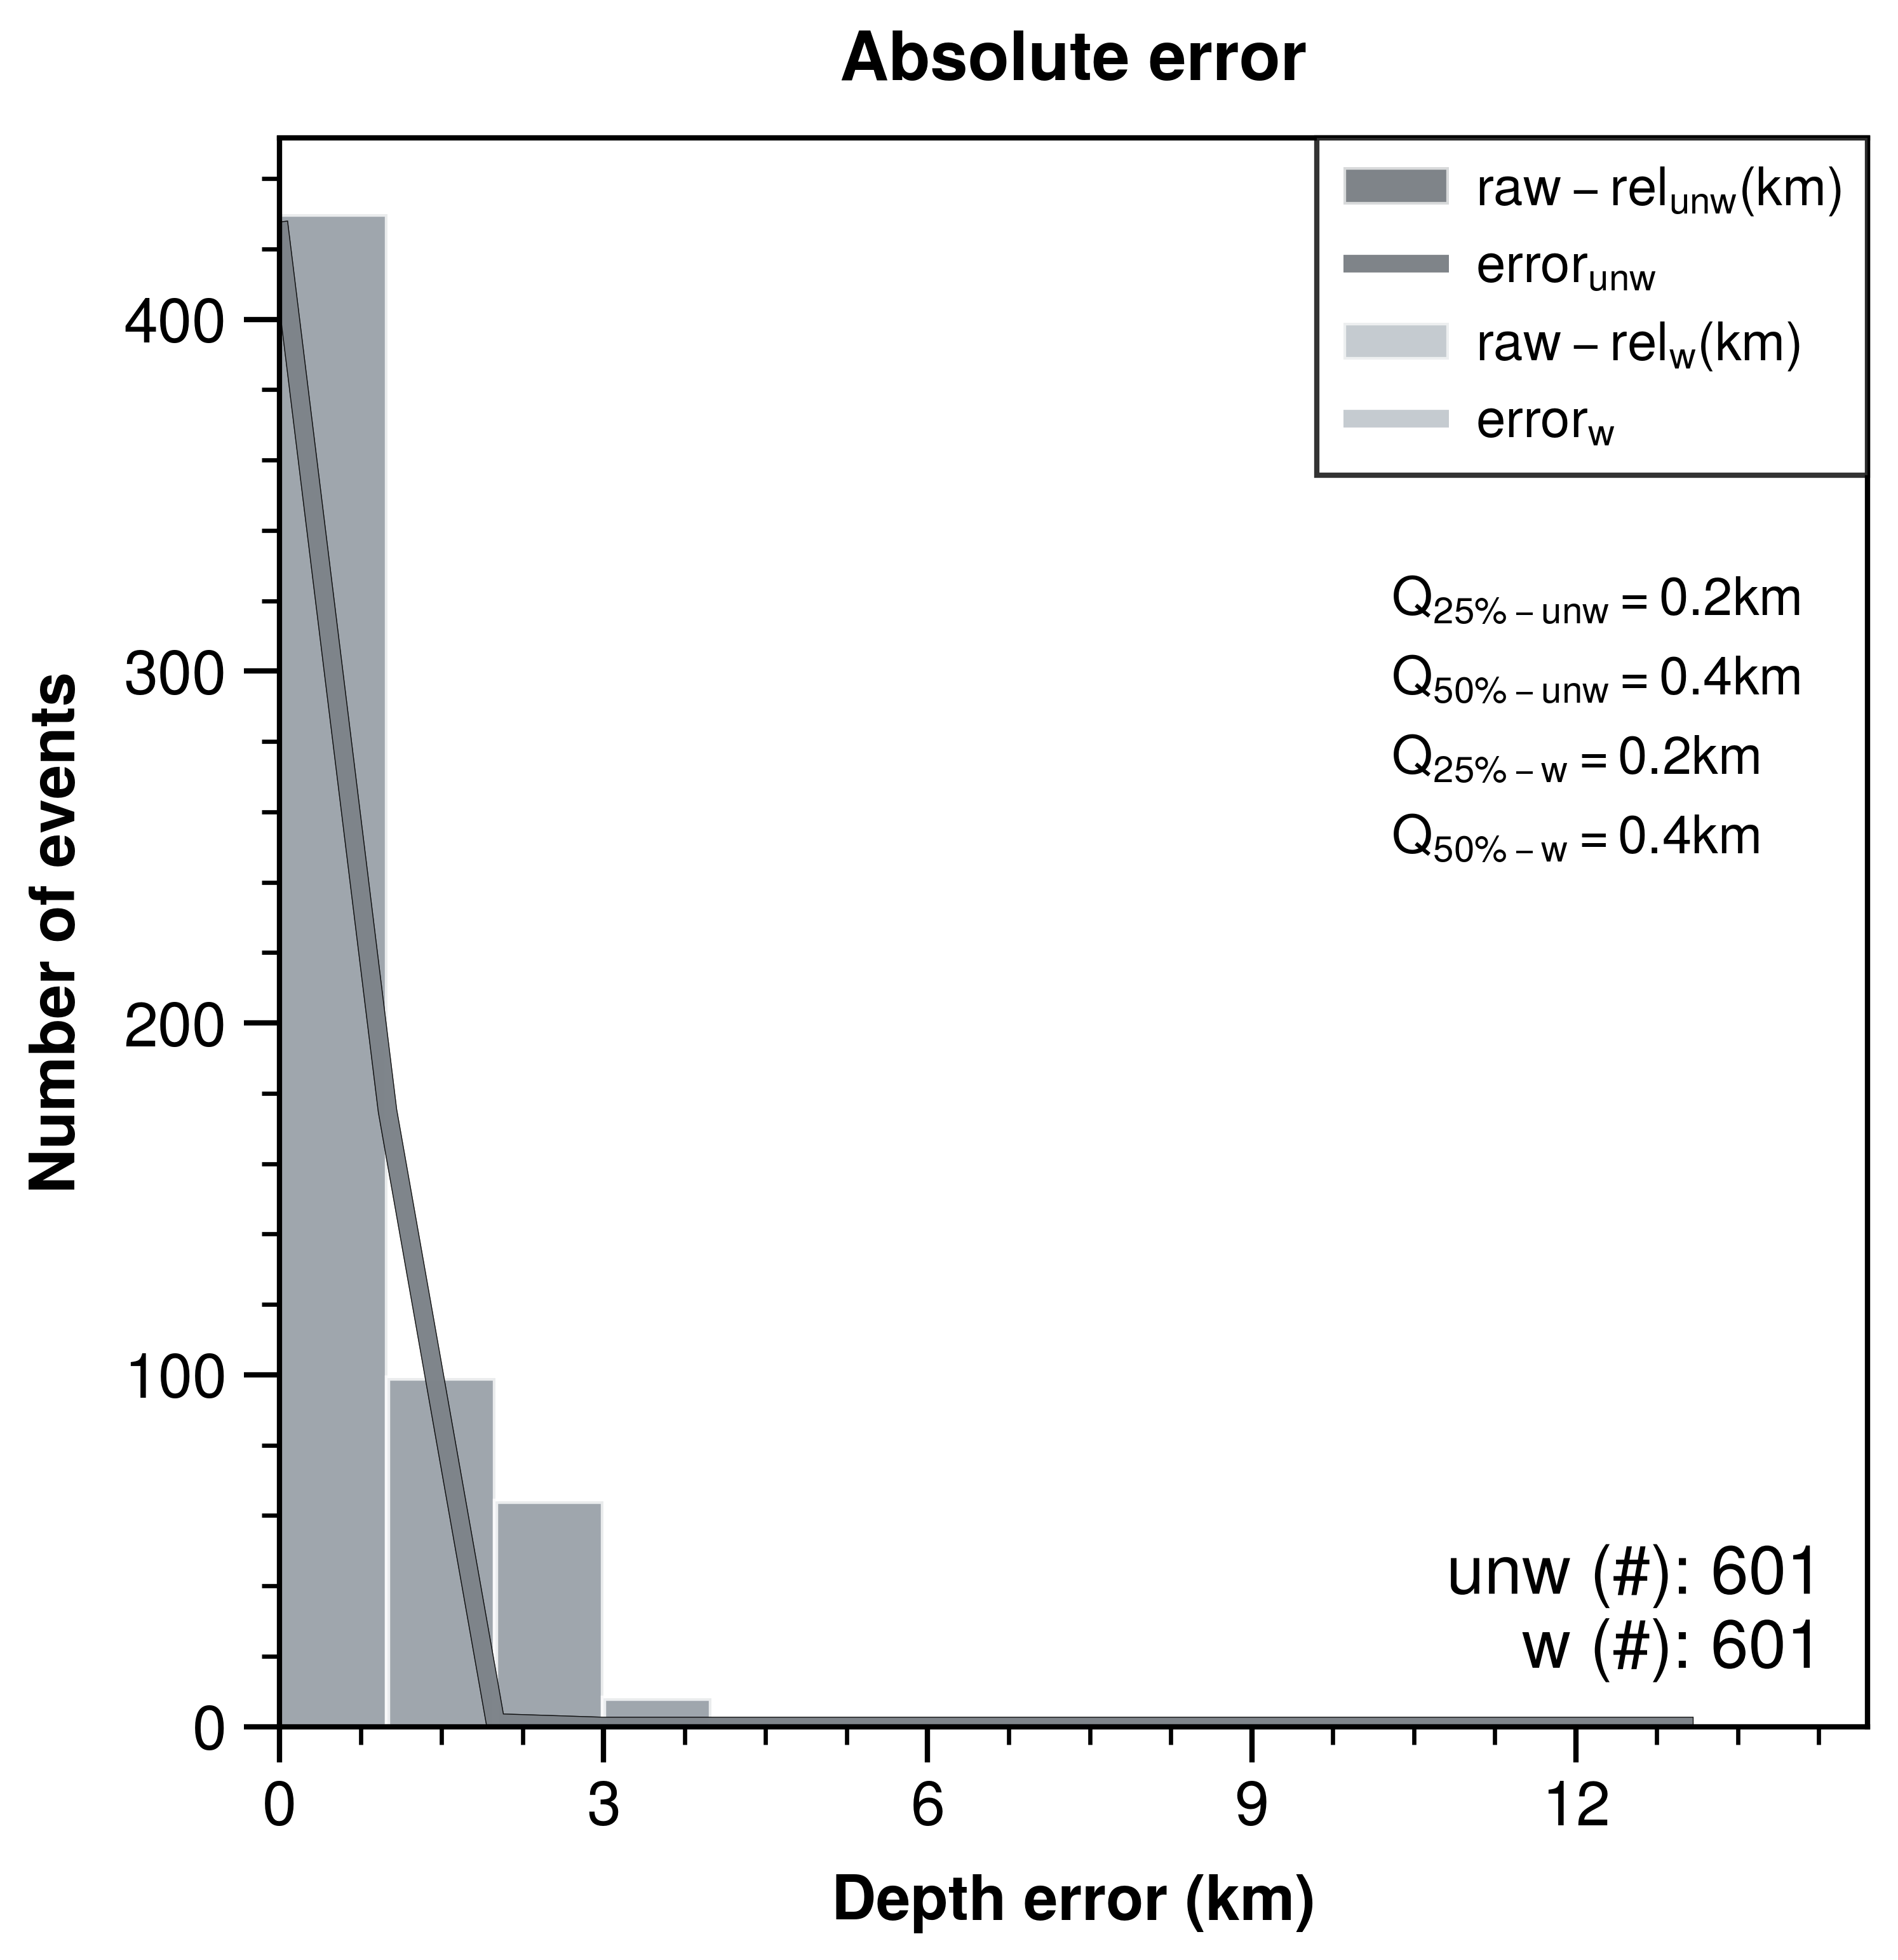 Absolute error
raw – rel_unw(km)
error_unw
raw – rel_w(km)
error_w
400
300
200
100
0
Number of events
Q_25% – unw = 0.2km
Q_50% – unw = 0.4km
Q_25% – w = 0.2km
Q_50% – w = 0.4km
unw (#): 601
w (#): 601
0 3 6 9 12
Depth error (km)